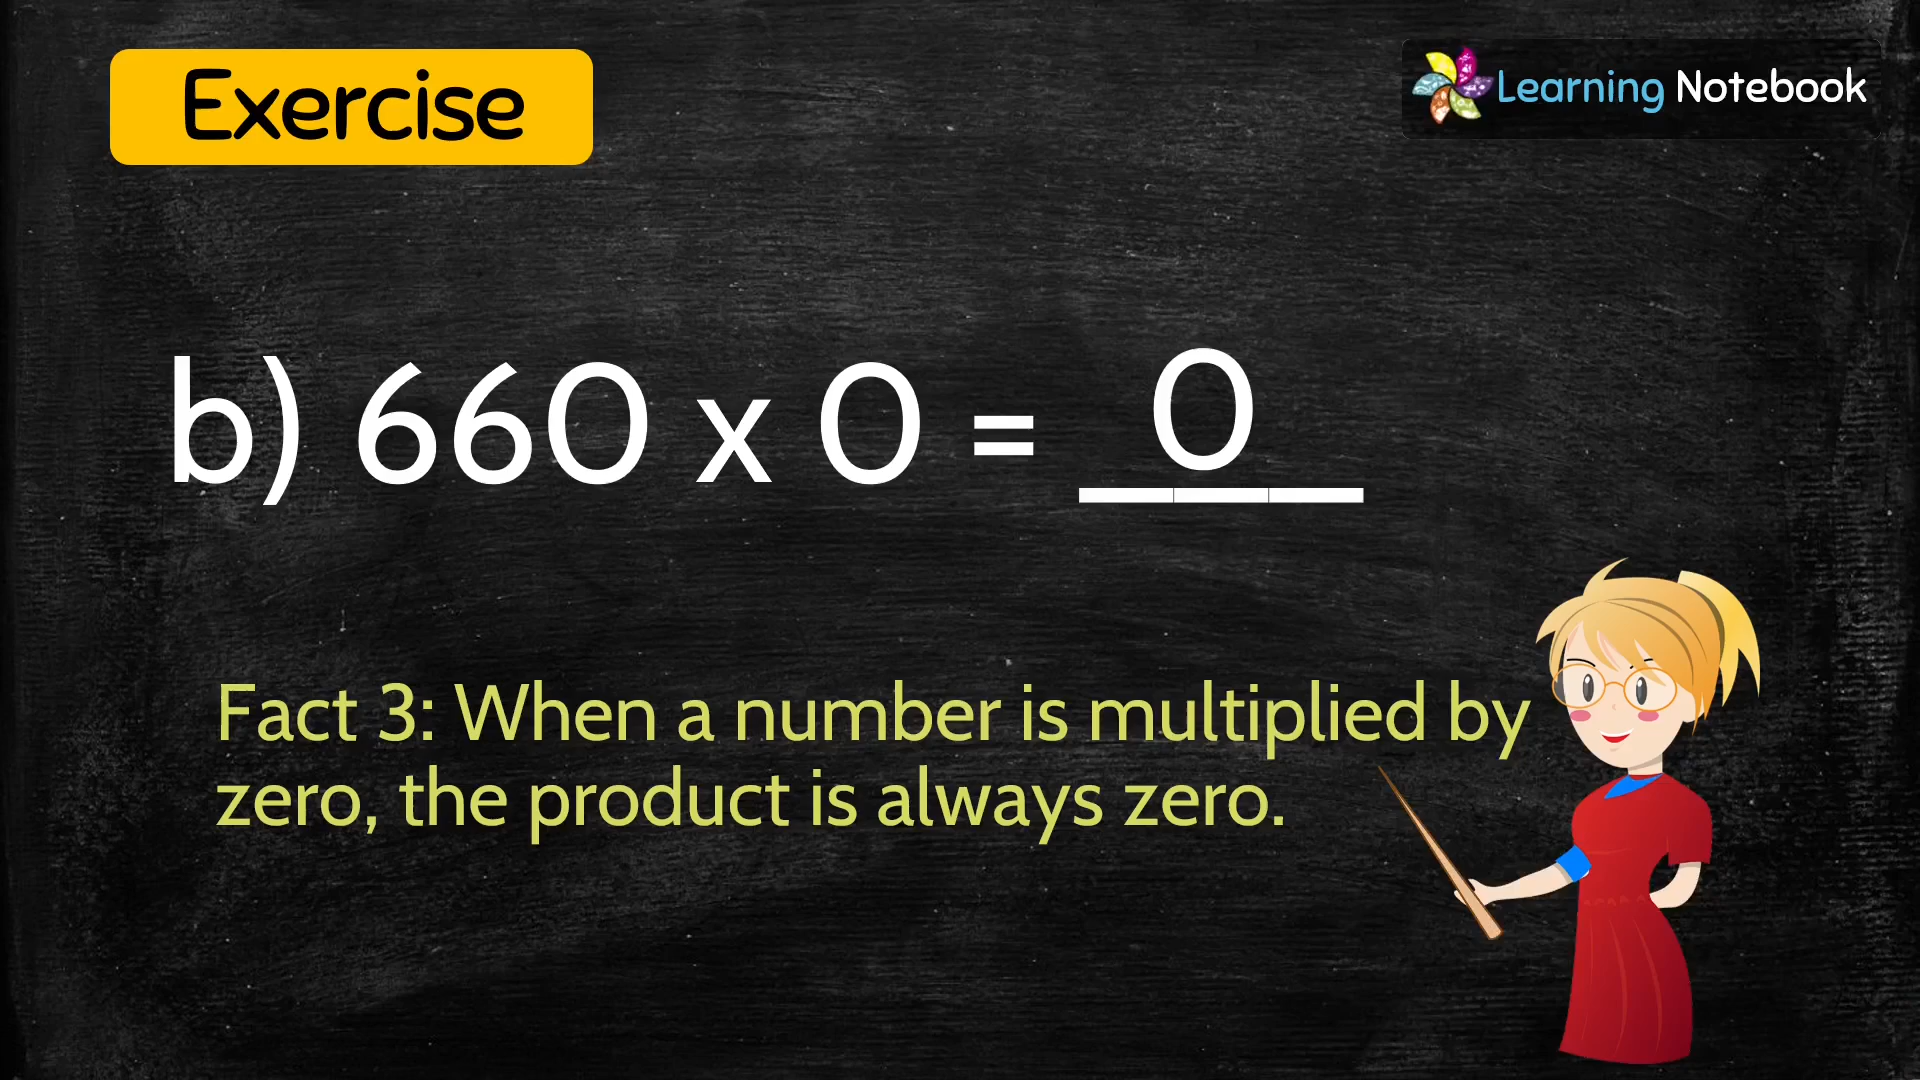 Exercise
Learning Notebook
b) 660 x 0 = 0
Fact 3: When a number is multiplied by
zero, the product is always zero.